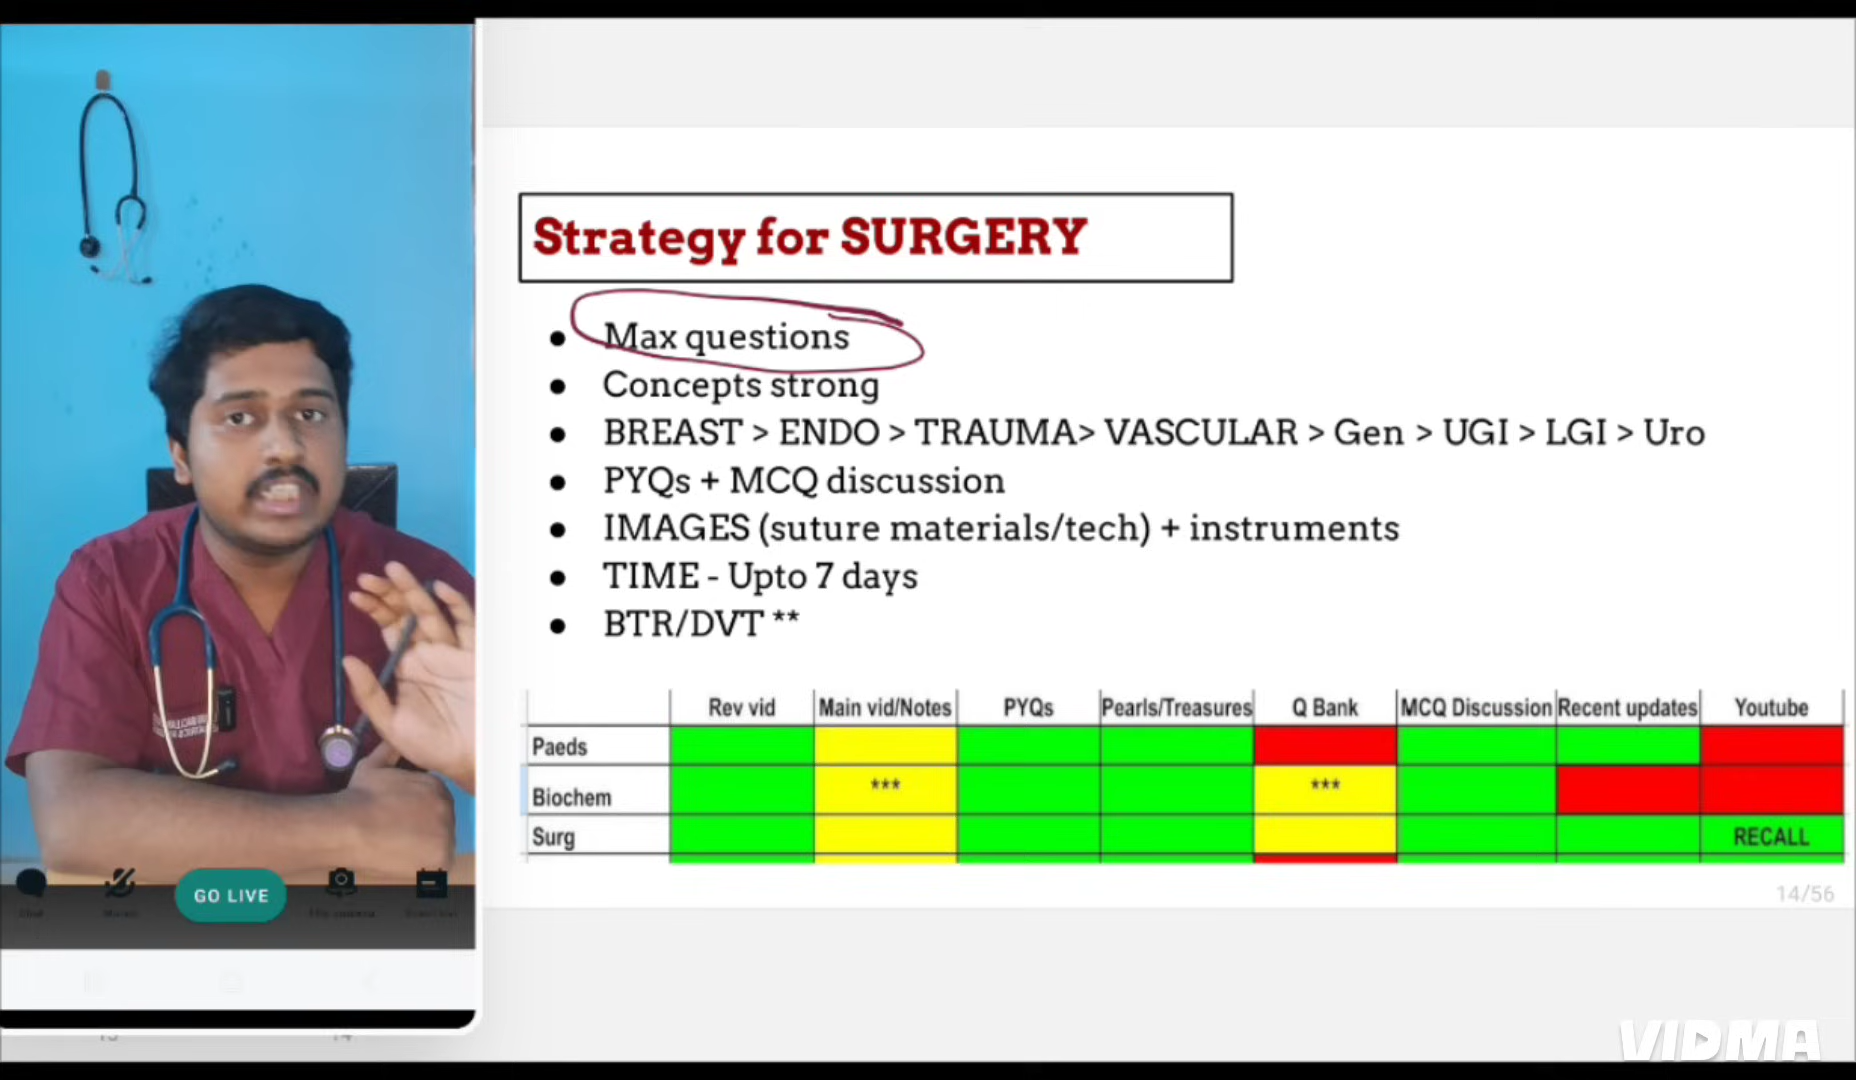 Strategy for SURGERY
● Max questions
● Concepts strong
● BREAST > ENDO > TRAUMA> VASCULAR > Gen > UGI > LGI > Uro
● PYQs + MCQ discussion
● IMAGES (suture materials/tech) + instruments
● TIME - Upto 7 days
● BTR/DVT **
Rev vid Main vid/Notes PYQs Pearls/Treasures Q Bank MCQ Discussion Recent updates Youtube
Paeds
Biochem *** ***
Surg RECALL
14/56
GO LIVE
VIDMA